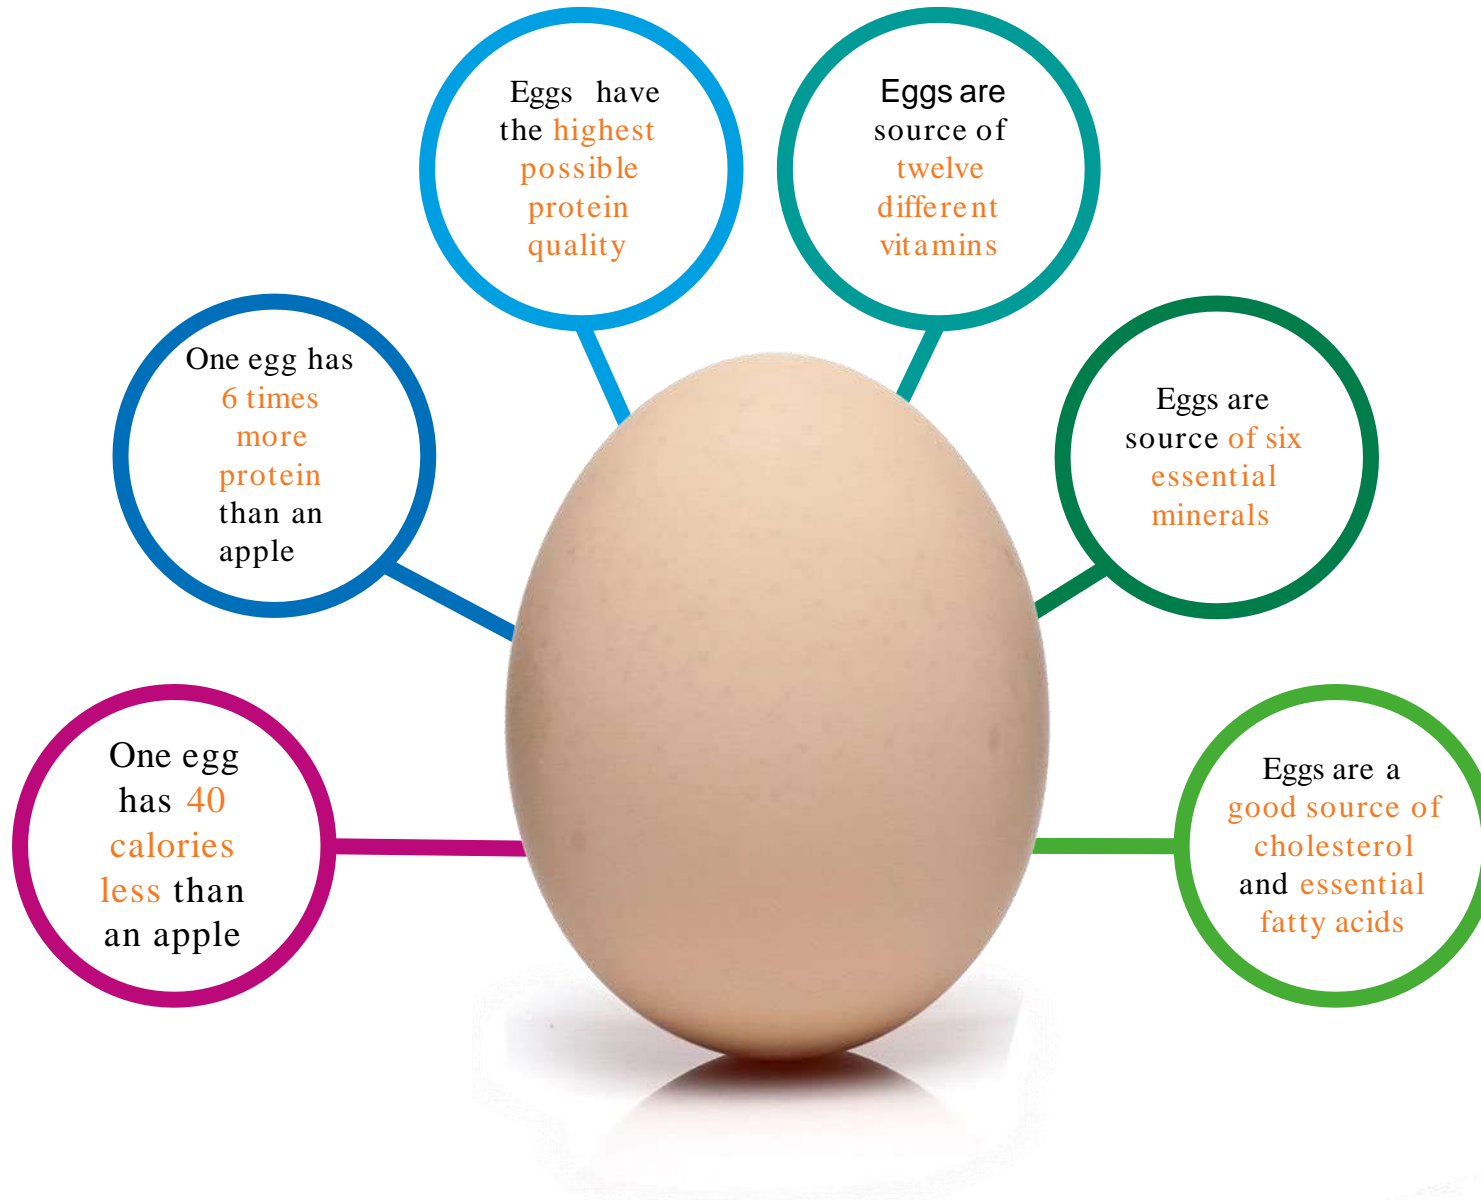 Eggs have
the highest
possible
protein
quality
Eggs are
source of
twelve
different
vitamins
One egg has
6 times
more
protein
than an
apple
Eggs are
source of six
essential
minerals
One egg
has 40
calories
less than
an apple
Eggs are a
good source of
cholesterol
and essential
fatty acids